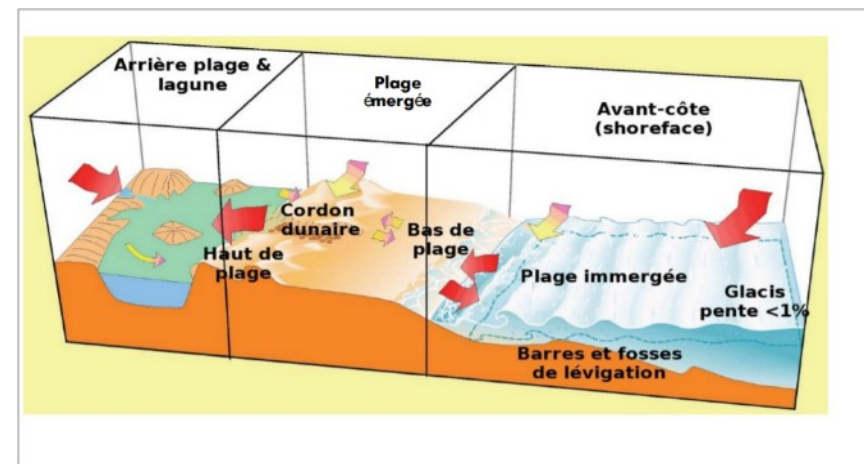 Arrière plage &
lagune
Plage
émergée
Avant-côte
(shoreface)
Cordon
dunaire
Haut de
plage
Bas de
plage
Plage immergée
Glacis
pente <1%
Barres et fosses
de lévigation